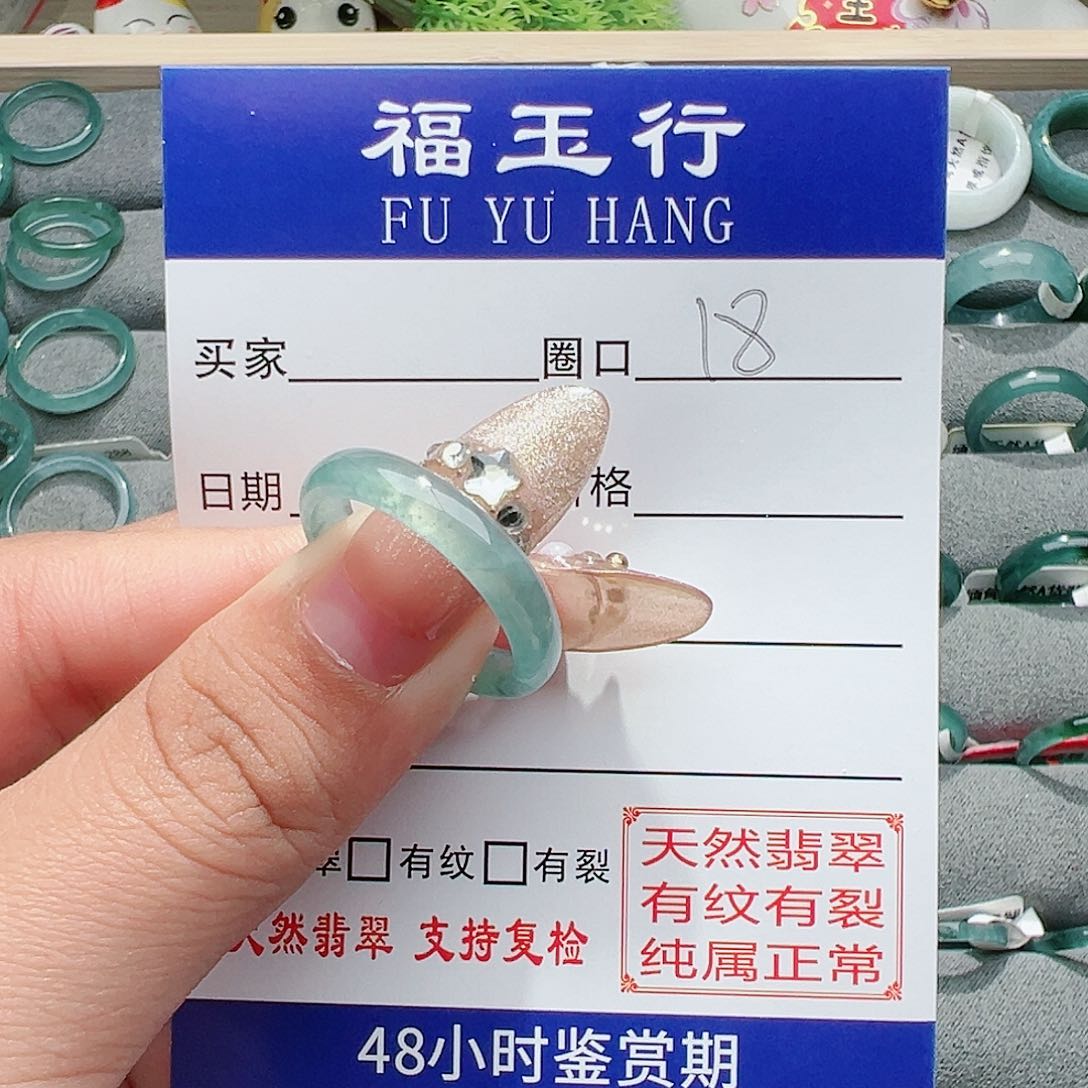 福玉行
FU YU HANG
买家 圈口 18
日期 格
翠 有纹 有裂
天然翡翠 支持复检
天然翡翠
有纹有裂
纯属正常
48小时鉴赏期